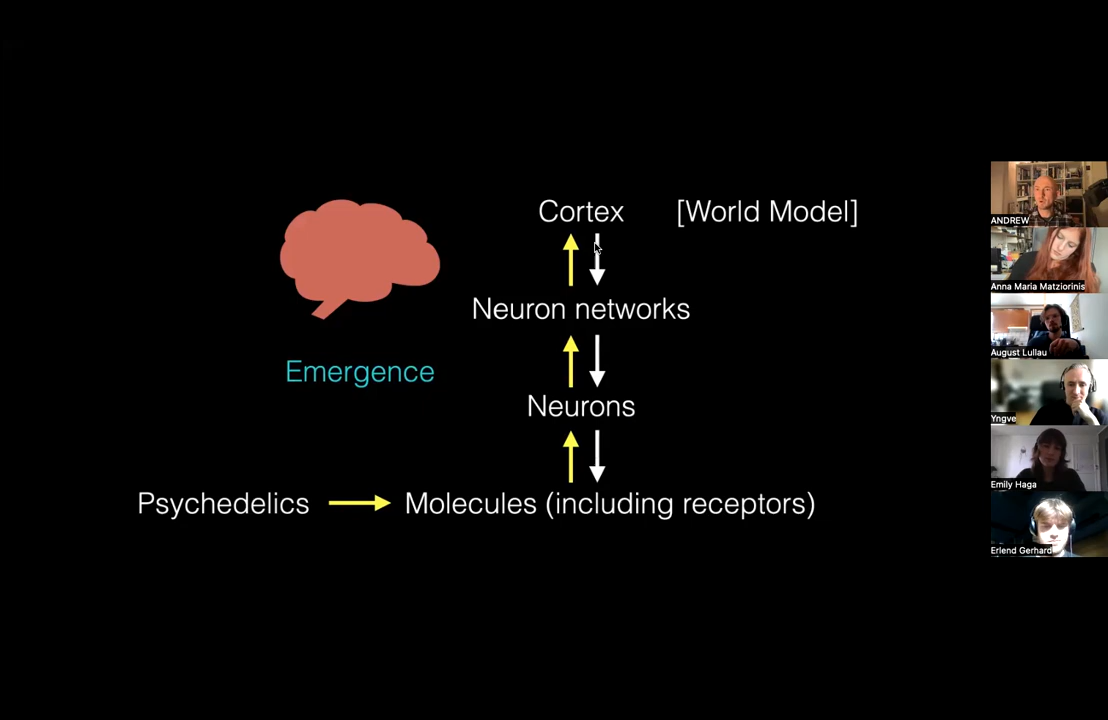 Cortex [World Model]
Neuron networks
Emergence
Neurons
Psychedelics Molecules (including receptors)
ANDREW
Anna Maria Matziorinis
August Lullau
Yngve
Emily Haga
Erlend Gerhard